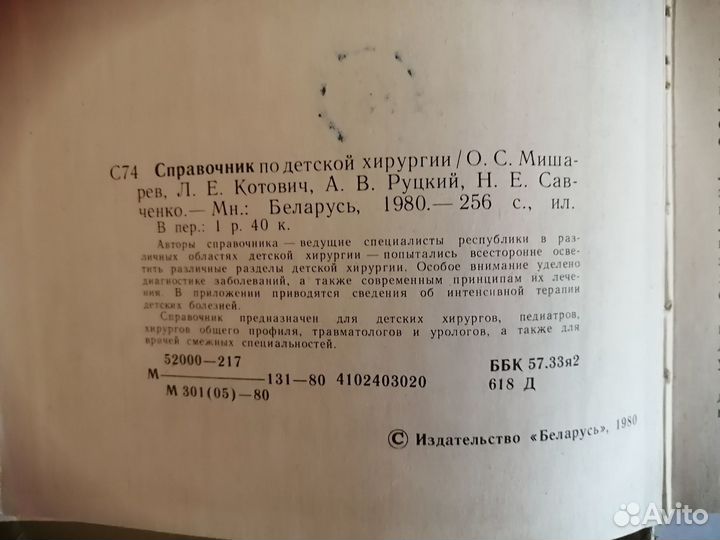 С74 Справочник по детской хирургии / О. С. Миша-
рев, Л. Е. Котович, А. В. Руцкий, Н. Е. Сав-
ченко.— Мн.: Беларусь, 1980.— 256 с., ил.
В пер.: 1 р. 40 к.
Авторы справочника — ведущие специалисты республики в раз-
личных областях детской хирургии — попытались всесторонне осве-
тить различные разделы детской хирургии. Особое внимание уделено
диагностике заболеваний, а также современным принципам их лече-
ния. В приложении приводятся сведения об интенсивной терапии
детских болезней.
Справочник предназначен для детских хирургов, педиатров,
хирургов общего профиля, травматологов и урологов, а также для
врачей смежных специальностей.
52000—217
М————131—80 4102403020
М 301(05)—80
ББК 57.33я2
618 Д
© Издательство «Беларусь», 1980
Avito